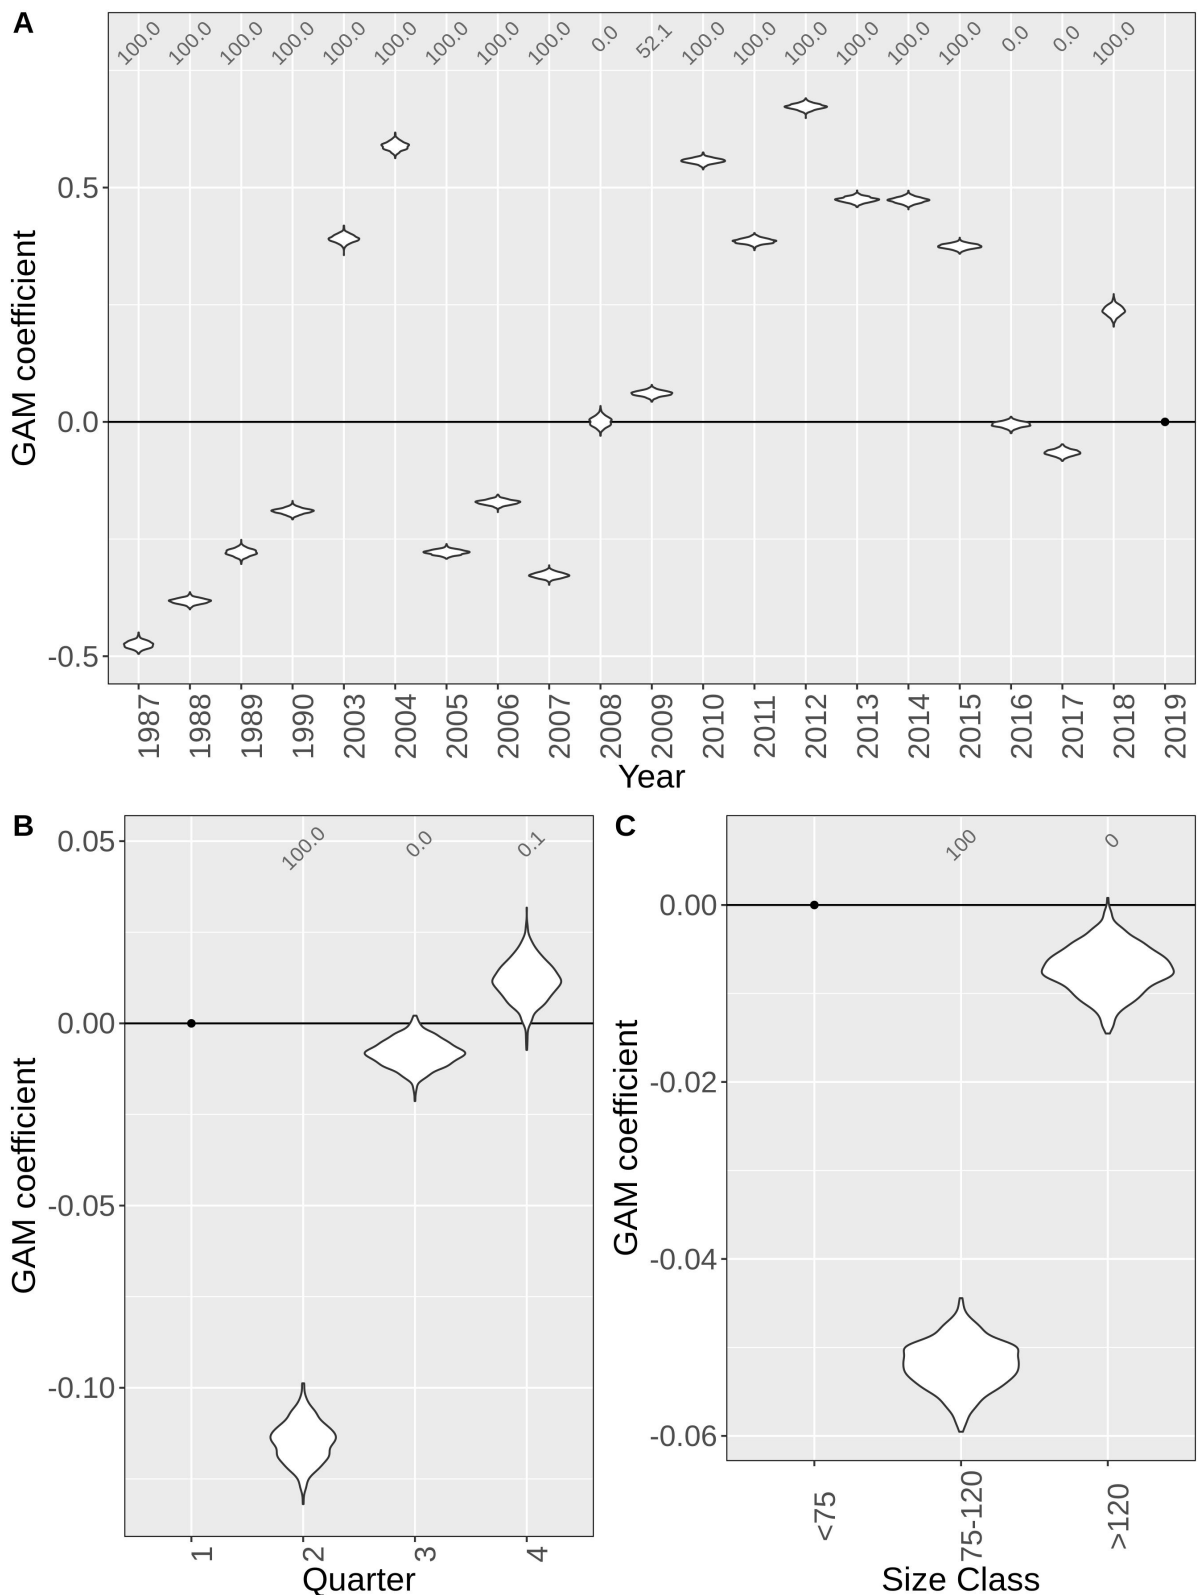 A
100.0 100.0 100.0 100.0 100.0 100.0 100.0 100.0 100.0 0.0 52.1 100.0 100.0 100.0 100.0 100.0 100.0 0.0 0.0 100.0
GAM coefficient
0.5
0.0
-0.5
1987 1988 1989 1990 2003 2004 2005 2006 2007 2008 2009 2010 2011 2012 2013 2014 2015 2016 2017 2018 2019
Year
B
100.0 0.0 0.1
GAM coefficient
0.05
0.00
-0.05
-0.10
1 2 3 4
Quarter
C
100 0
GAM coefficient
0.00
-0.02
-0.04
-0.06
<75 75-120 >120
Size Class